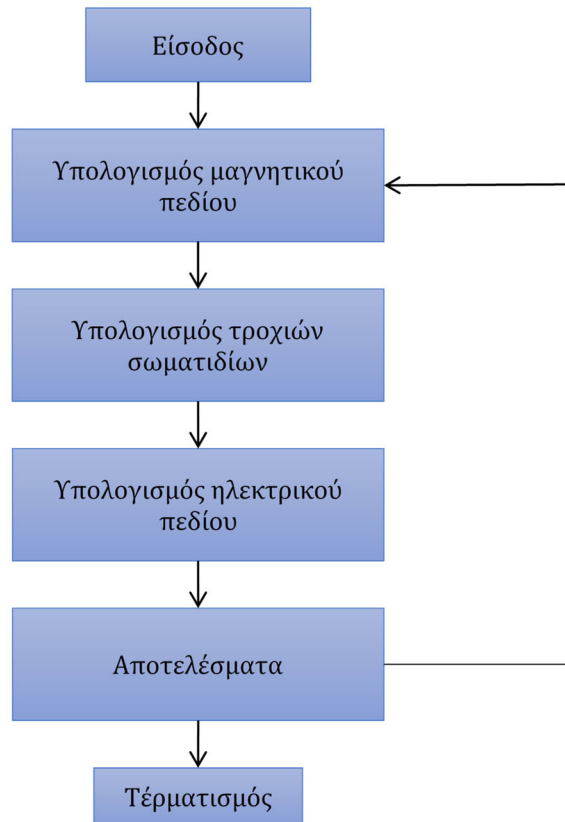 Είσοδος
Υπολογισμός μαγνητικού
πεδίου
Υπολογισμός τροχιών
σωματιδίων
Υπολογισμός ηλεκτρικού
πεδίου
Αποτελέσματα
Τέρματισμός